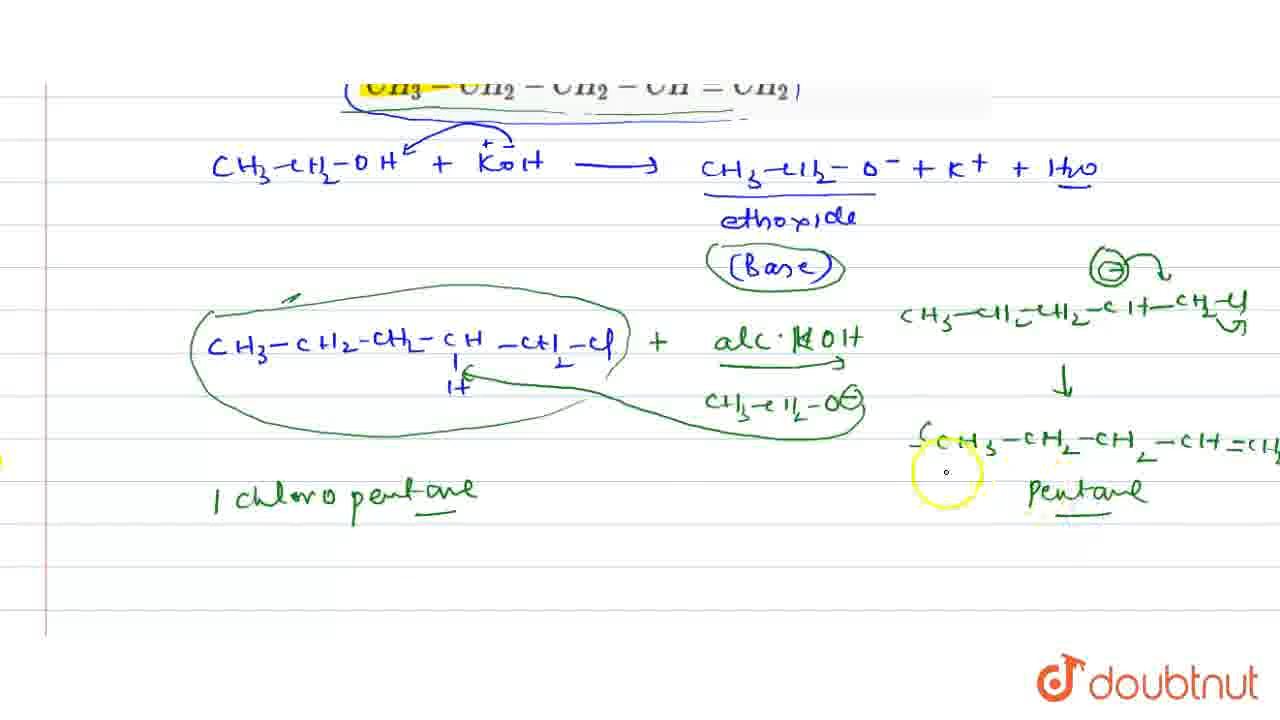 CH3 − CH2 − CH2 − CH = CH2
CH3−CH2−OH + KOH ⟶ CH3−CH2−O⁻ + K⁺ + H2O
ethoxide
(Base)
CH3−CH2−CH2−CH−CH2−Cl
CH3−CH2−CH2−CH−CH2−Cl + alc·KOH
H
CH3−CH2−O⊖
CH3−CH2−CH2−CH=CH2
1 chloro pentane
Pentane
doubtnut